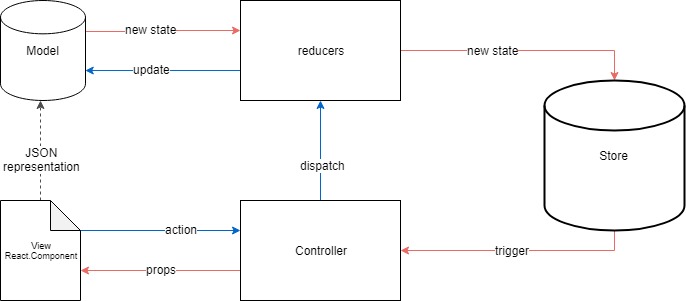 new state
Model
reducers
new state
update
JSON
representation
dispatch
Store
View
React.Component
action
Controller
trigger
props